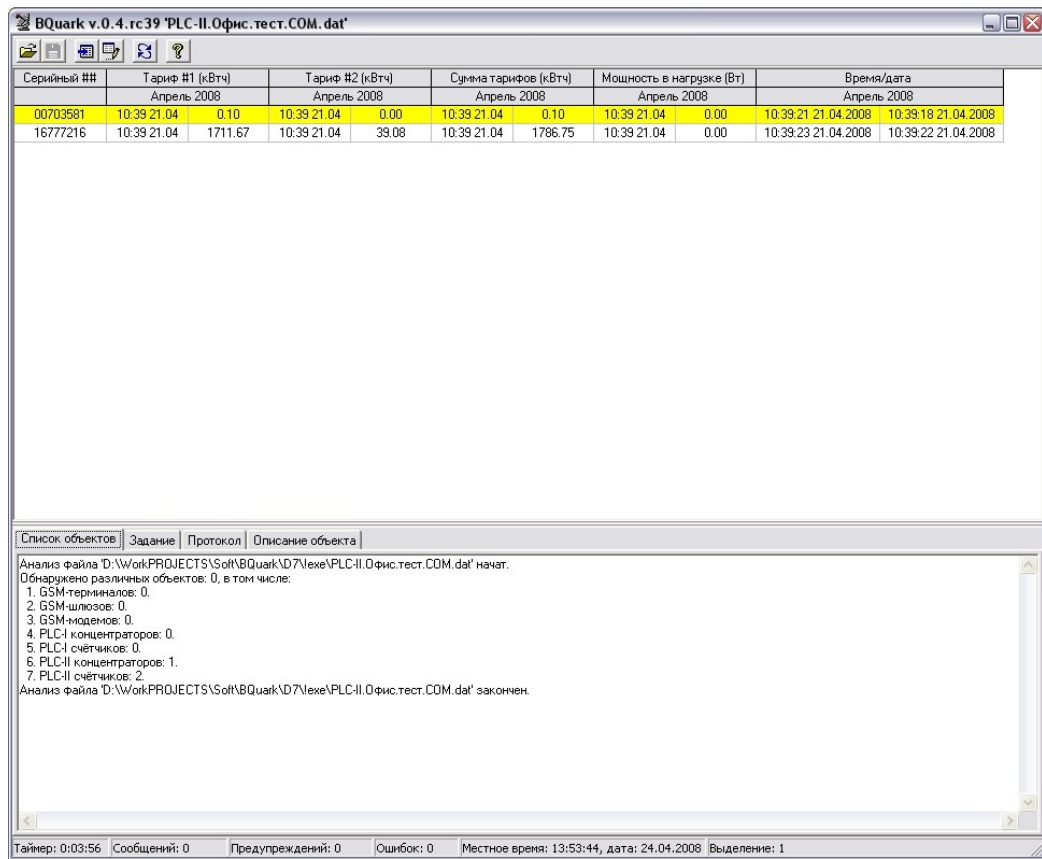 BQuark v.0.4.rc39 'PLC-II.Офис.тест.COM.dat'
Серийный ## Тариф #1 (кВтч) Тариф #2 (кВтч) Сумма тарифов (кВтч) Мощность в нагрузке (Вт) Время/дата
Апрель 2008 Апрель 2008 Апрель 2008 Апрель 2008 Апрель 2008
00703581 10:39 21.04 0.10 10:39 21.04 0.00 10:39 21.04 0.10 10:39 21.04 0.00 10:39:21 21.04.2008 10:39:18 21.04.2008
16777216 10:39 21.04 1711.67 10:39 21.04 39.08 10:39 21.04 1786.75 10:39 21.04 0.00 10:39:23 21.04.2008 10:39:22 21.04.2008
Список объектов Задание Протокол Описание объекта
Анализ файла 'D:\WorkPROJECTS\Soft\BQuark\D7\!exe\PLC-II.Офис.тест.COM.dat' начат.
Обнаружено различных объектов: 0, в том числе:
1. GSM-терминалов: 0.
2. GSM-шлюзов: 0.
3. GSM-модемов: 0.
4. PLC-I концентраторов: 0.
5. PLC-I счётчиков: 0.
6. PLC-II концентраторов: 1.
7. PLC-II счётчиков: 2.
Анализ файла 'D:\WorkPROJECTS\Soft\BQuark\D7\!exe\PLC-II.Офис.тест.COM.dat' закончен.
Таймер: 0:03:56 Сообщений: 0 Предупреждений: 0 Ошибок: 0 Местное время: 13:53:44, дата: 24.04.2008 Выделение: 1